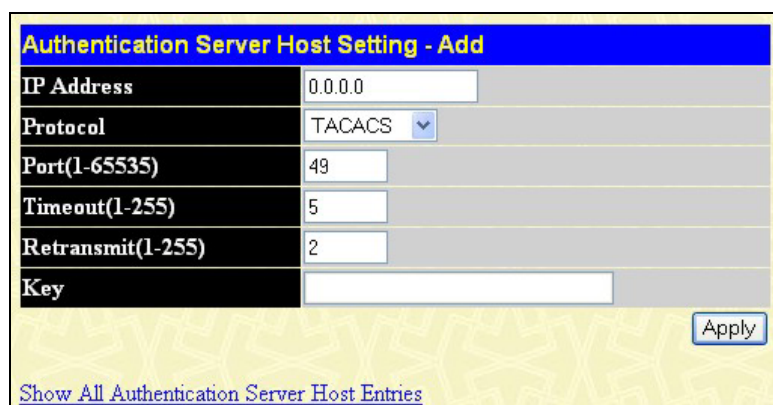 Authentication Server Host Setting - Add
IP Address 0.0.0.0
Protocol TACACS
Port(1-65535) 49
Timeout(1-255) 5
Retransmit(1-255) 2
Key
Apply
Show All Authentication Server Host Entries